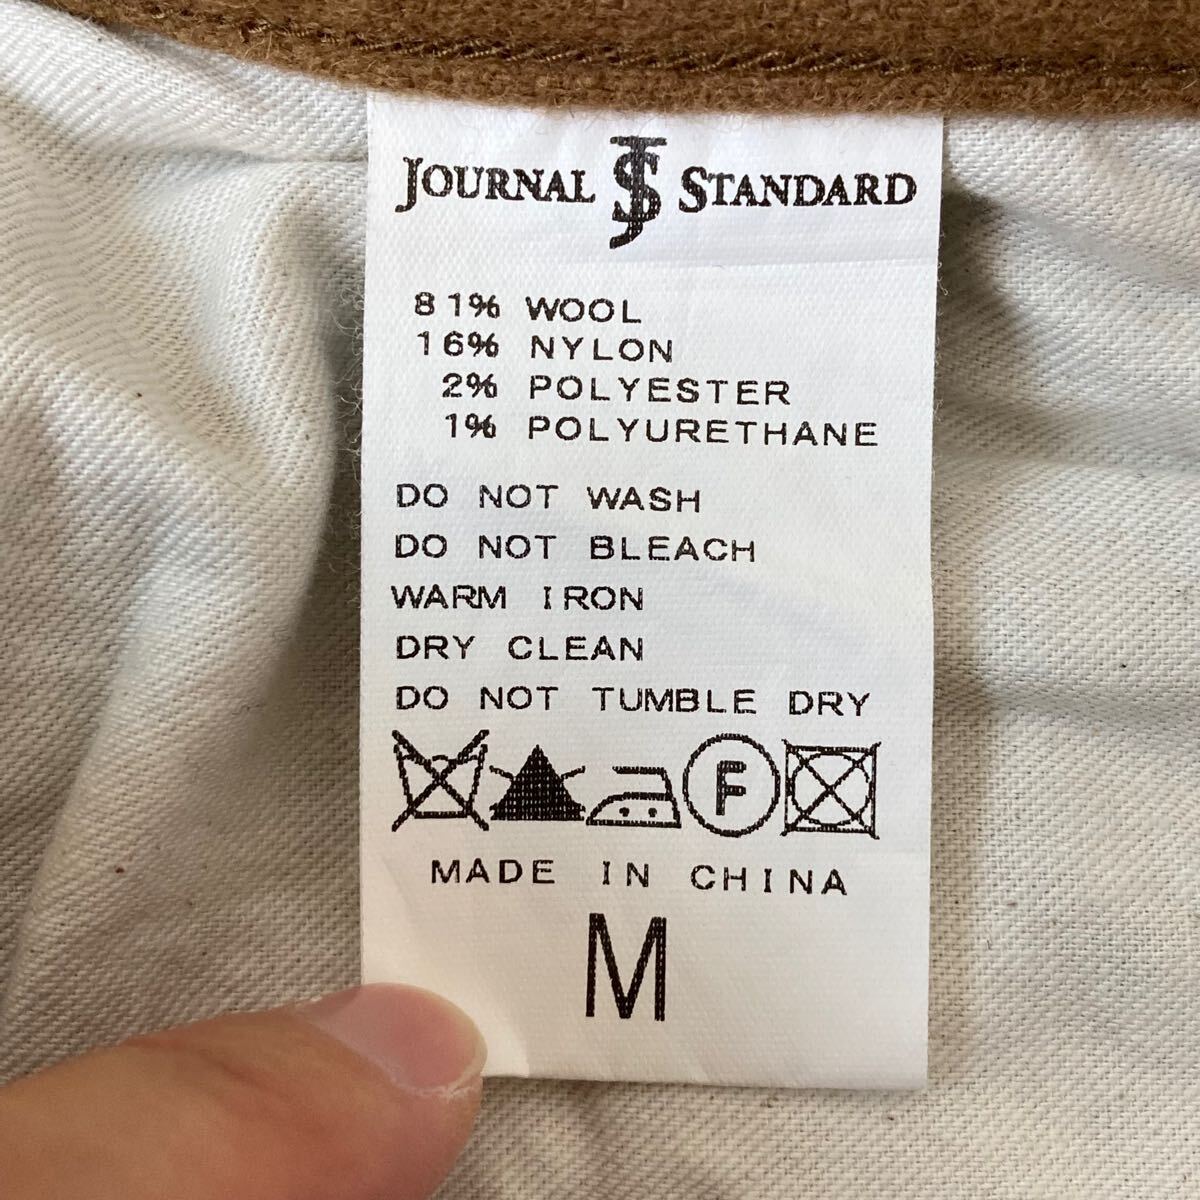 JOURNAL JS STANDARD
81% WOOL
16% NYLON
2% POLYESTER
1% POLYURETHANE
DO NOT WASH
DO NOT BLEACH
WARM IRON
DRY CLEAN
DO NOT TUMBLE DRY
F
MADE IN CHINA
M